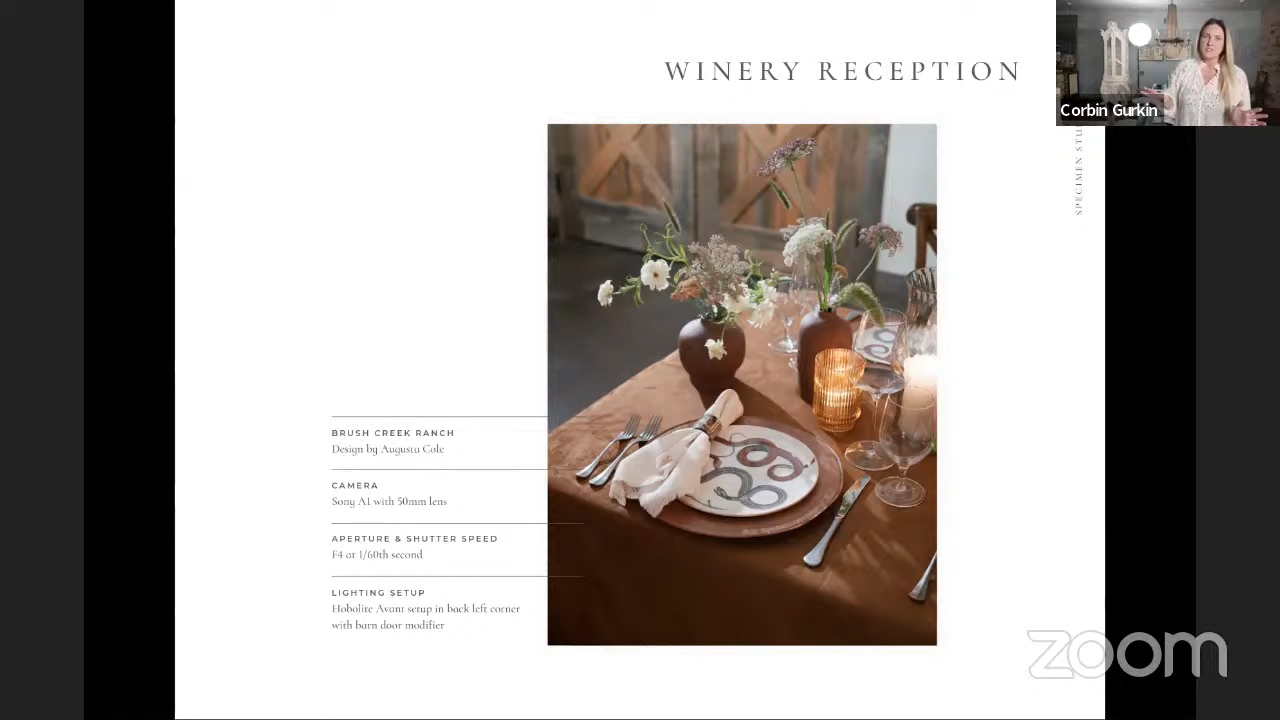 WINERY RECEPTION
Corbin Gurkin
SPECIMEN STU
BRUSH CREEK RANCH
Design by Augusta Cole
CAMERA
Sony A1 with 50mm lens
APERTURE & SHUTTER SPEED
F4 at 1/60th second
LIGHTING SETUP
Hobolite Avant setup in back left corner
with barn door modifier
zoom